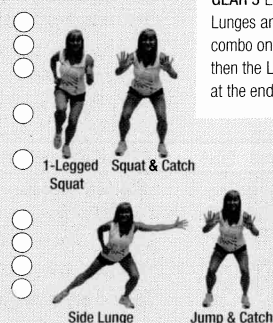 GEAR 3
Lunges an
combo on
then the L
at the end
1-Legged Squat
Squat & Catch
Side Lunge
Jump & Catch